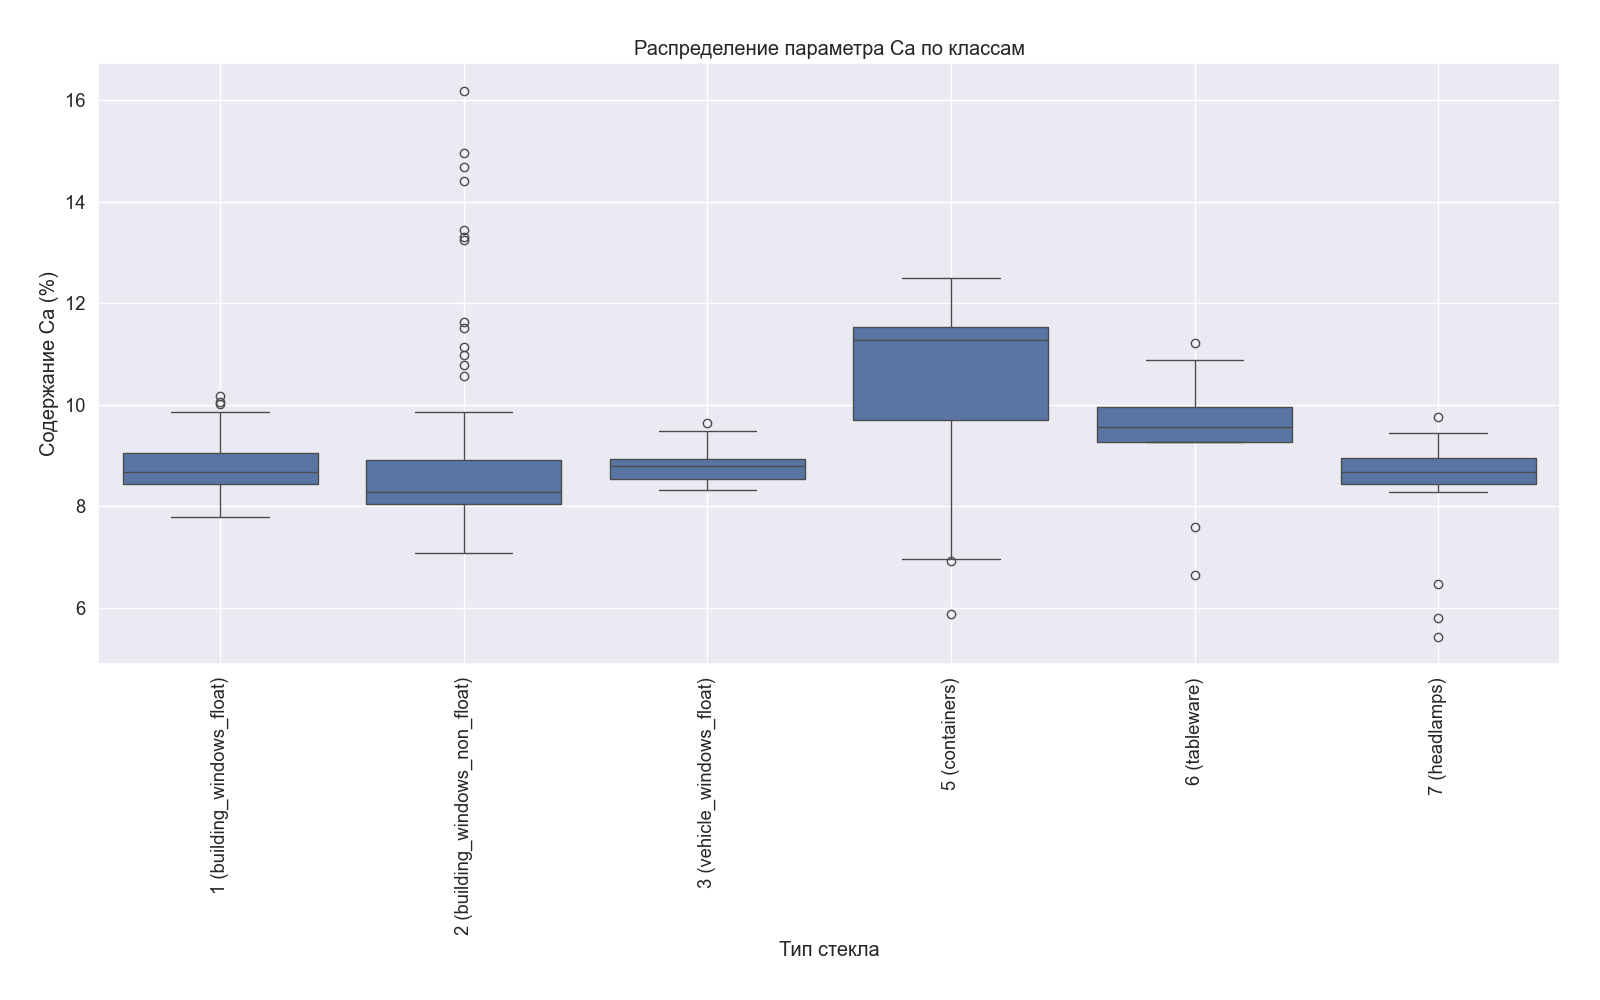 Распределение параметра Ca по классам
Содержание Ca (%)
16
14
12
10
8
6
1 (building_windows_float)
2 (building_windows_non_float)
3 (vehicle_windows_float)
5 (containers)
6 (tableware)
7 (headlamps)
Тип стекла